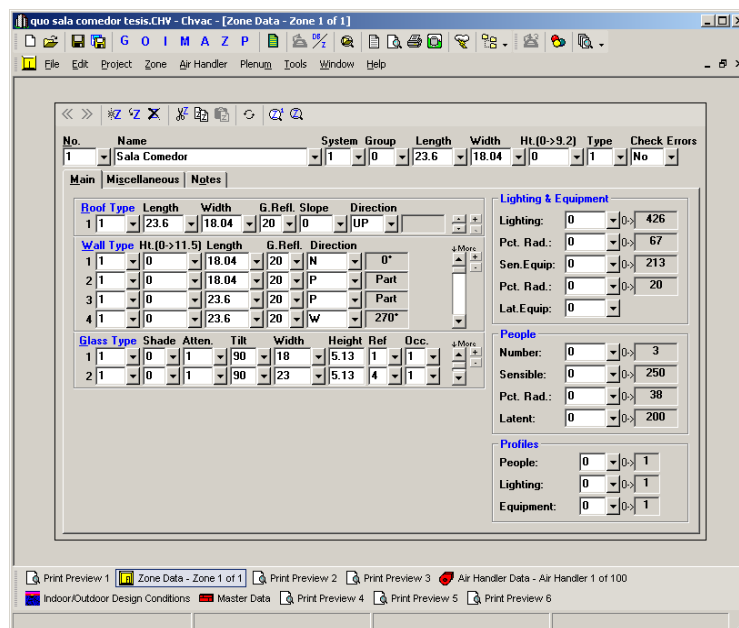 quo sala comedor tesis.CHV - Chvac - [Zone Data - Zone 1 of 1]
G O I M A Z P
File Edit Project Zone Air Handler Plenum Tools Window Help
No. Name System Group Length Width Ht.(0->9.2) Type Check Errors
1 Sala Comedor 1 0 23.6 18.04 0 1 No
Main Miscellaneous Notes
Roof Type Length Width G.Refl. Slope Direction
1 1 23.6 18.04 20 0 UP
Wall Type Ht.(0->11.5) Length G.Refl. Direction ↓More
1 1 0 18.04 20 N 0°
2 1 0 18.04 20 P Part
3 1 0 23.6 20 P Part
4 1 0 23.6 20 W 270°
Glass Type Shade Atten. Tilt Width Height Ref Occ. ↓More
1 1 0 1 90 18 5.13 1 1
2 1 0 1 90 23 5.13 4 1
Lighting & Equipment
Lighting: 0 0-> 426
Pct. Rad.: 0 0-> 67
Sen.Equip: 0 0-> 213
Pct. Rad.: 0 0-> 20
Lat.Equip: 0
People
Number: 0 0-> 3
Sensible: 0 0-> 250
Pct. Rad.: 0 0-> 38
Latent: 0 0-> 200
Profiles
People: 0 0-> 1
Lighting: 0 0-> 1
Equipment: 0 0-> 1
Print Preview 1 Zone Data - Zone 1 of 1 Print Preview 2 Print Preview 3 Air Handler Data - Air Handler 1 of 100
Indoor/Outdoor Design Conditions Master Data Print Preview 4 Print Preview 5 Print Preview 6